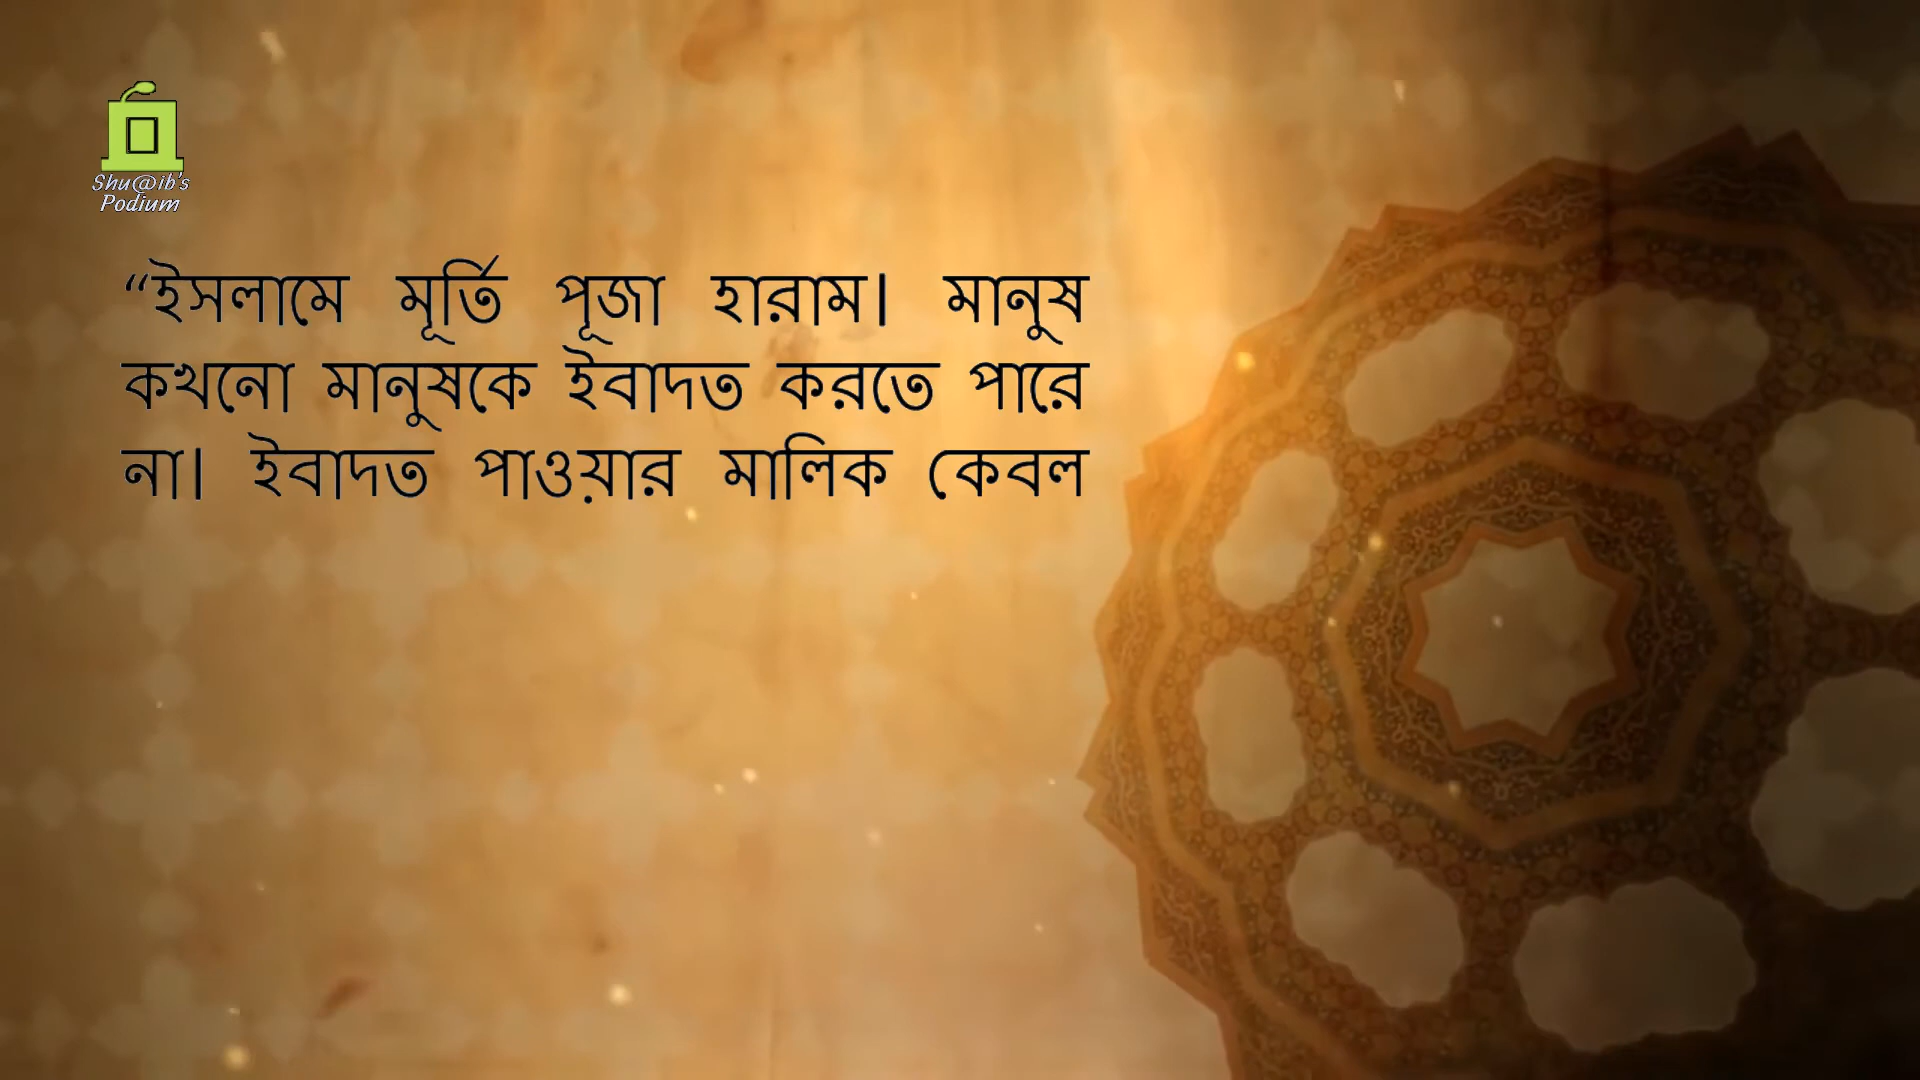 Shu@ib's
Podium
“ইসলামে মূর্তি পূজা হারাম। মানুষ
কখনো মানুষকে ইবাদত করতে পারে
না। ইবাদত পাওয়ার মালিক কেবল